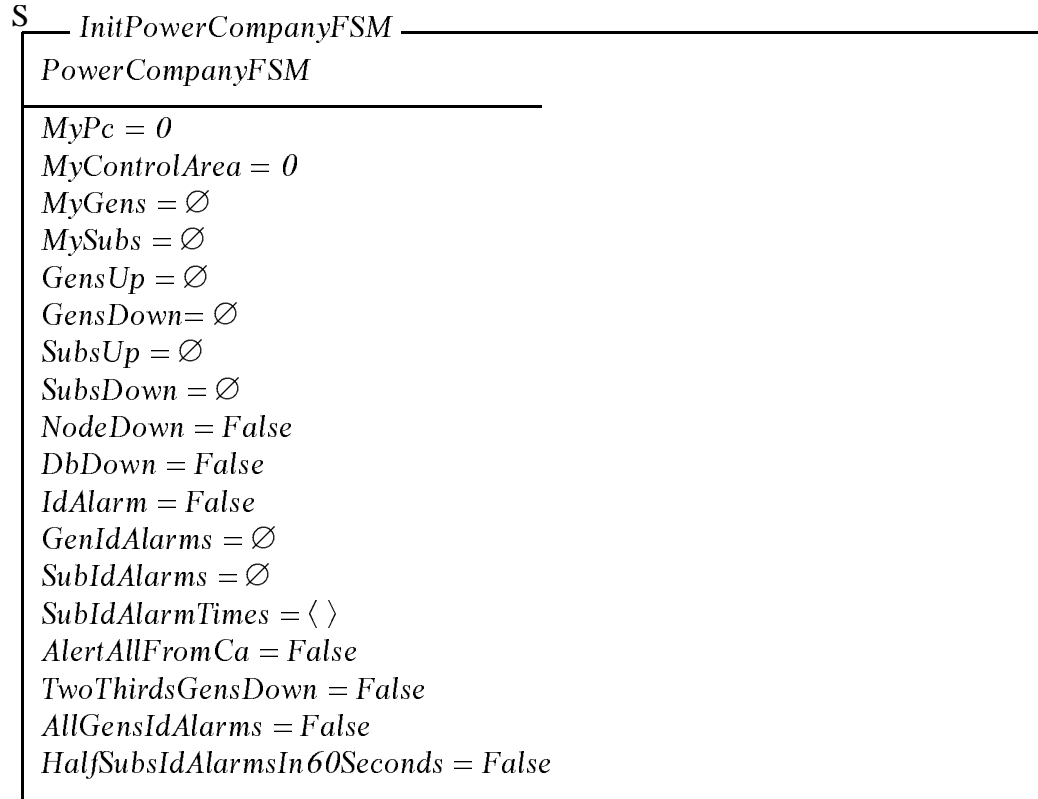 S
InitPowerCompanyFSM
PowerCompanyFSM
MyPc = 0
MyControlArea = 0
MyGens = ∅
MySubs = ∅
GensUp = ∅
GensDown= ∅
SubsUp = ∅
SubsDown = ∅
NodeDown = False
DbDown = False
IdAlarm = False
GenIdAlarms = ∅
SubIdAlarms = ∅
SubIdAlarmTimes = ⟨ ⟩
AlertAllFromCa = False
TwoThirdsGensDown = False
AllGensIdAlarms = False
HalfSubsIdAlarmsIn60Seconds = False